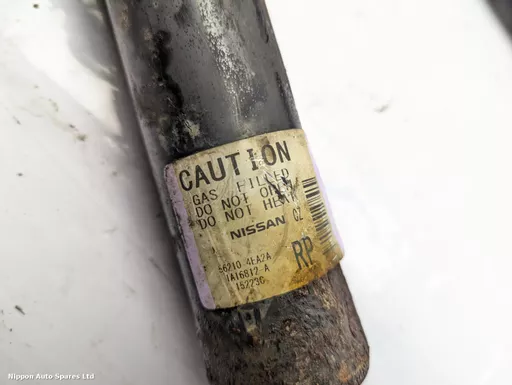 CAUTION
GAS FILLED
DO NOT OPEN
DO NOT HEAT
NISSAN CZ
56210 4EA2A
1A16812 A
15223C
RP
Nippon Auto Spares Ltd